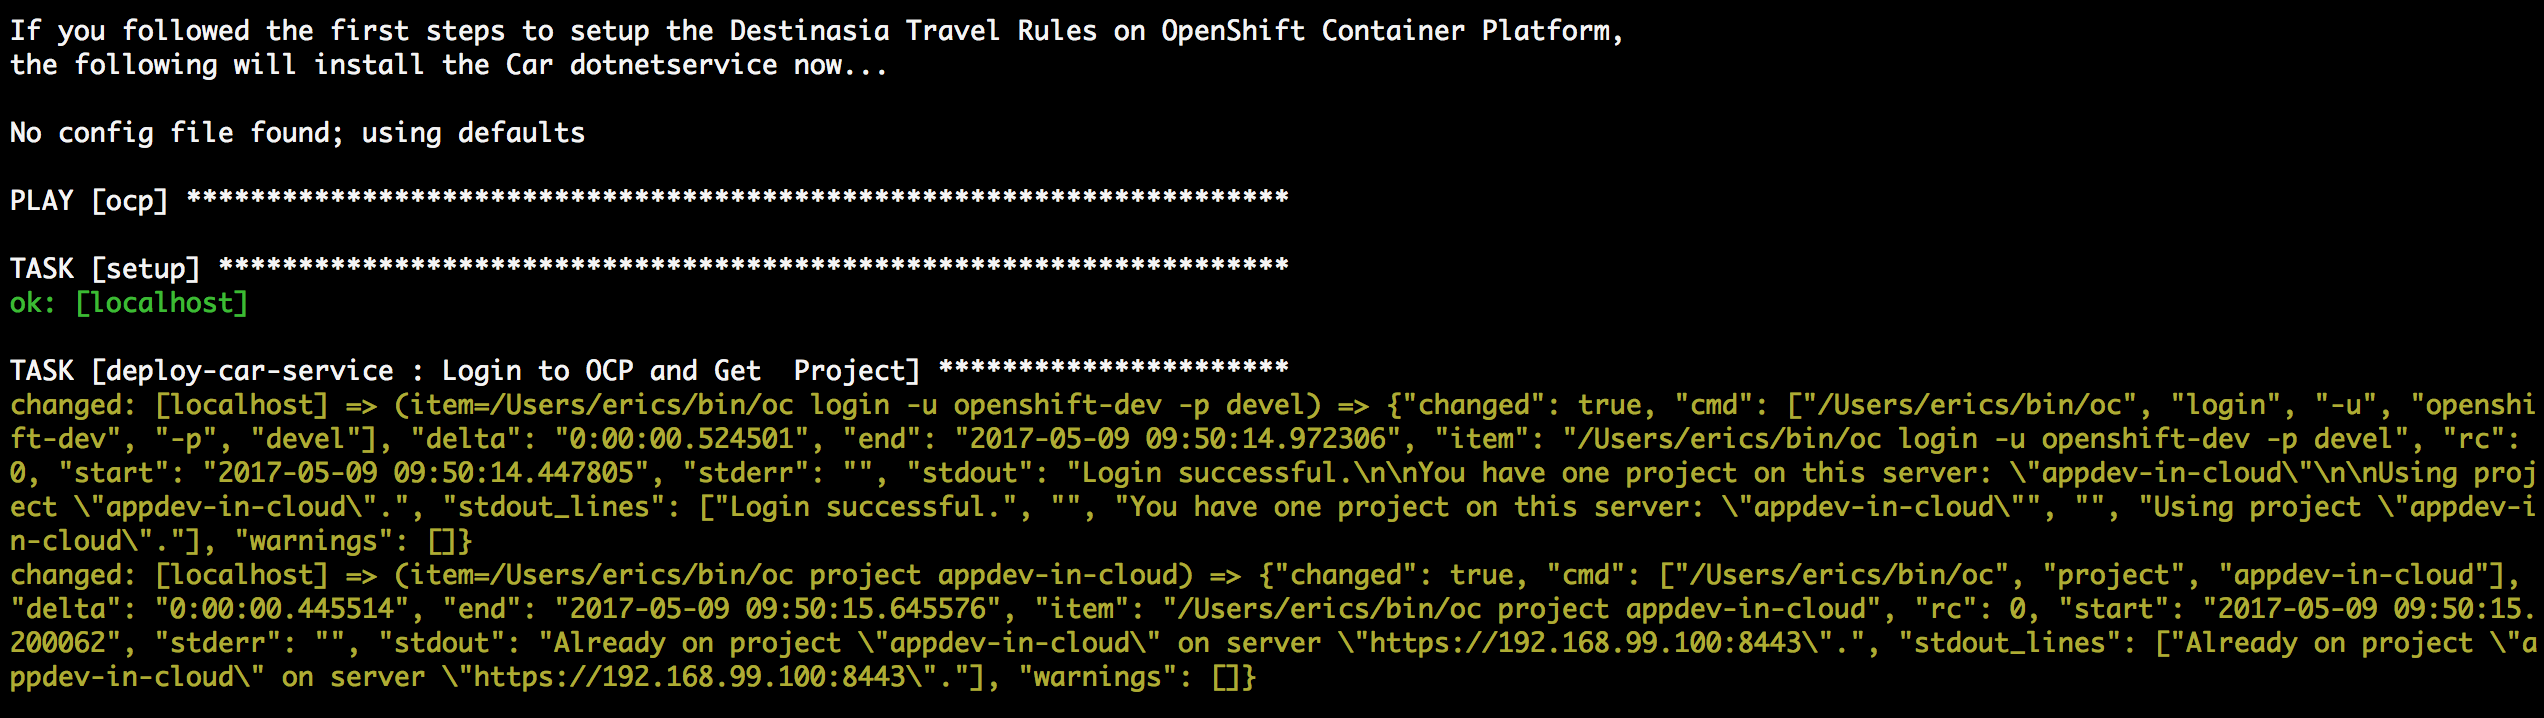 If you followed the first steps to setup the Destinasia Travel Rules on OpenShift Container Platform,
the following will install the Car dotnetservice now...
No config file found; using defaults
PLAY [ocp] *********************************************************************
TASK [setup] *******************************************************************
ok: [localhost]
TASK [deploy-car-service : Login to OCP and Get  Project] **********************
changed: [localhost] => (item=/Users/erics/bin/oc login -u openshift-dev -p devel) => {"changed": true, "cmd": ["/Users/erics/bin/oc", "login", "-u", "openshi
ft-dev", "-p", "devel"], "delta": "0:00:00.524501", "end": "2017-05-09 09:50:14.972306", "item": "/Users/erics/bin/oc login -u openshift-dev -p devel", "rc":
0, "start": "2017-05-09 09:50:14.447805", "stderr": "", "stdout": "Login successful.\n\nYou have one project on this server: \"appdev-in-cloud\"\n\nUsing proj
ect \"appdev-in-cloud\".", "stdout_lines": ["Login successful.", "", "You have one project on this server: \"appdev-in-cloud\"", "", "Using project \"appdev-i
n-cloud\"."], "warnings": []}
changed: [localhost] => (item=/Users/erics/bin/oc project appdev-in-cloud) => {"changed": true, "cmd": ["/Users/erics/bin/oc", "project", "appdev-in-cloud"],
"delta": "0:00:00.445514", "end": "2017-05-09 09:50:15.645576", "item": "/Users/erics/bin/oc project appdev-in-cloud", "rc": 0, "start": "2017-05-09 09:50:15.
200062", "stderr": "", "stdout": "Already on project \"appdev-in-cloud\" on server \"https://192.168.99.100:8443\".", "stdout_lines": ["Already on project \"a
ppdev-in-cloud\" on server \"https://192.168.99.100:8443\"."], "warnings": []}